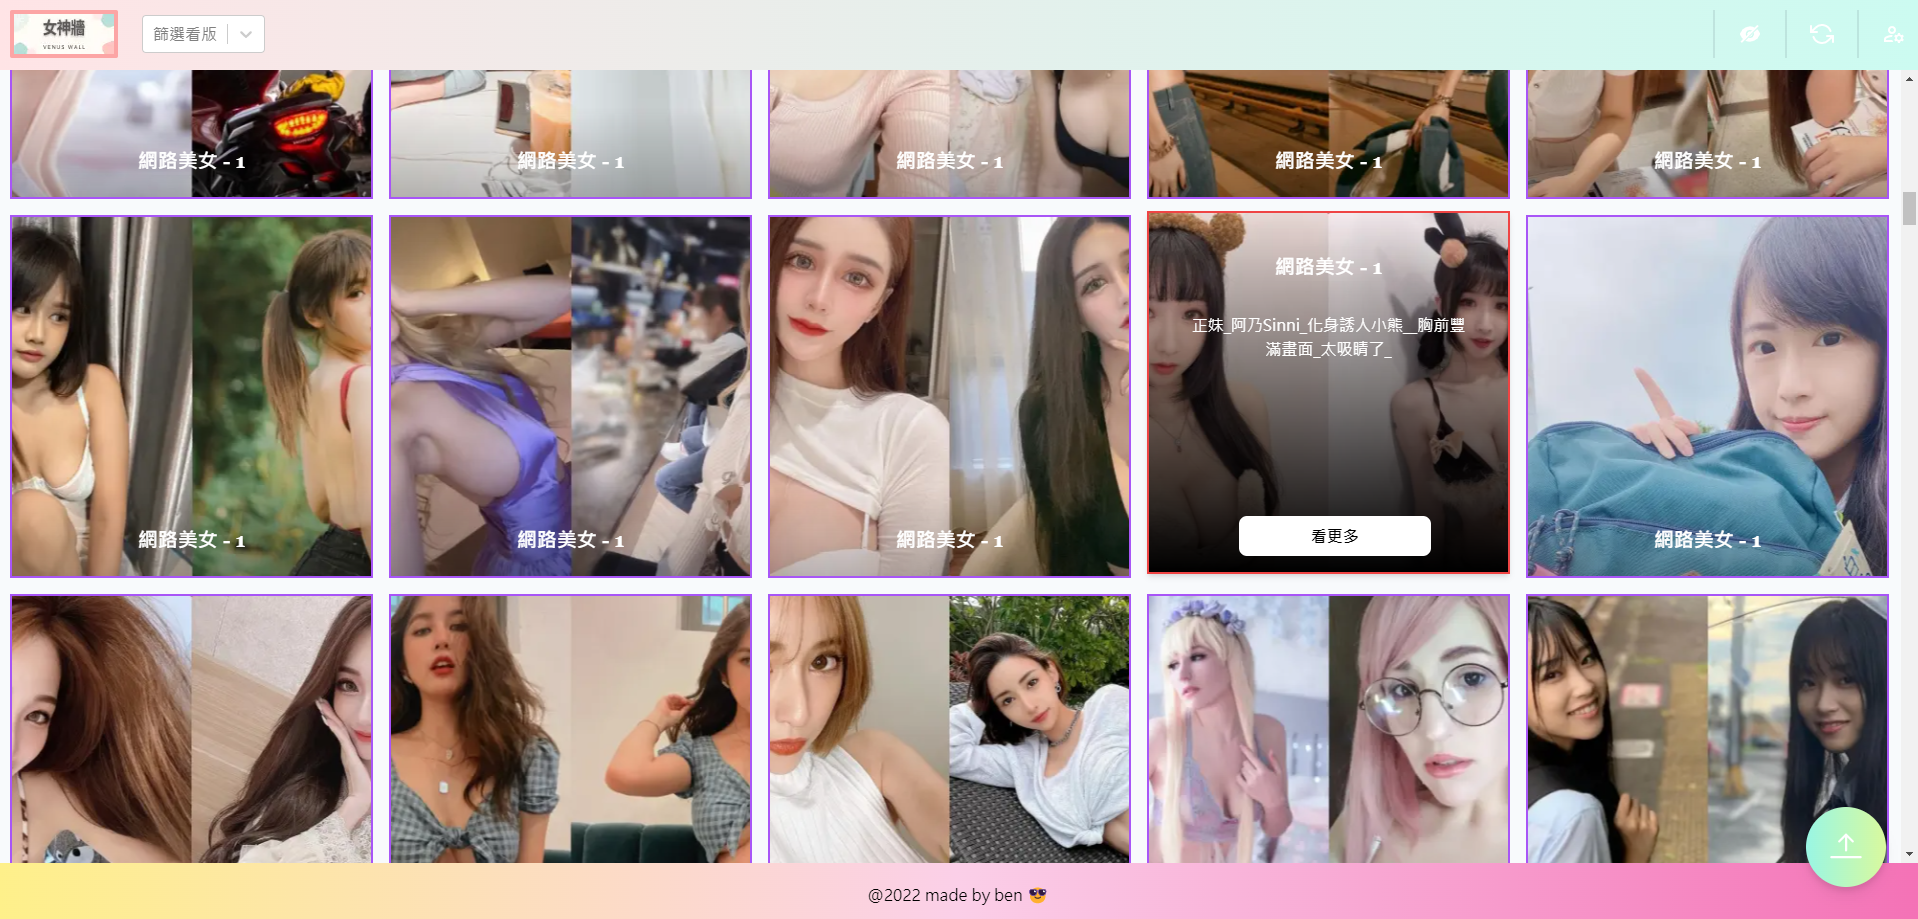 女神牆
VENUS WALL
篩選看版
網路美女 - 1
網路美女 - 1
網路美女 - 1
網路美女 - 1
網路美女 - 1
網路美女 - 1
網路美女 - 1
網路美女 - 1
網路美女 - 1
正妹_阿乃Sinni_化身誘人小熊__胸前豐
滿畫面_太吸睛了_
看更多
網路美女 - 1
@2022 made by ben 😎